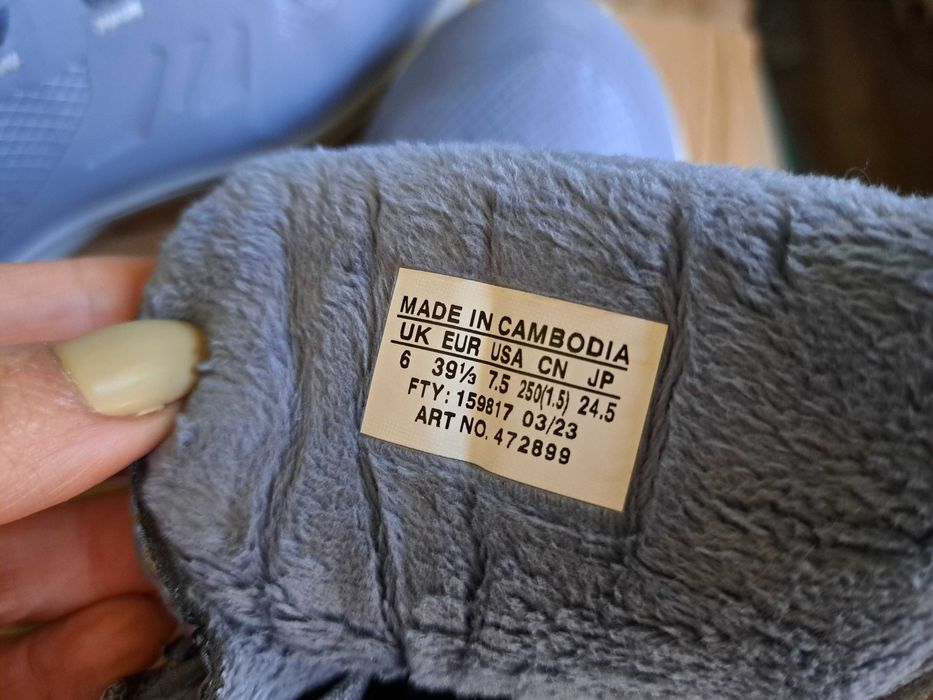 MADE IN CAMBODIA
UK EUR USA CN JP
6 39⅓ 7.5 250(1.5) 24.5
FTY: 159817 03/23
ART NO. 472899